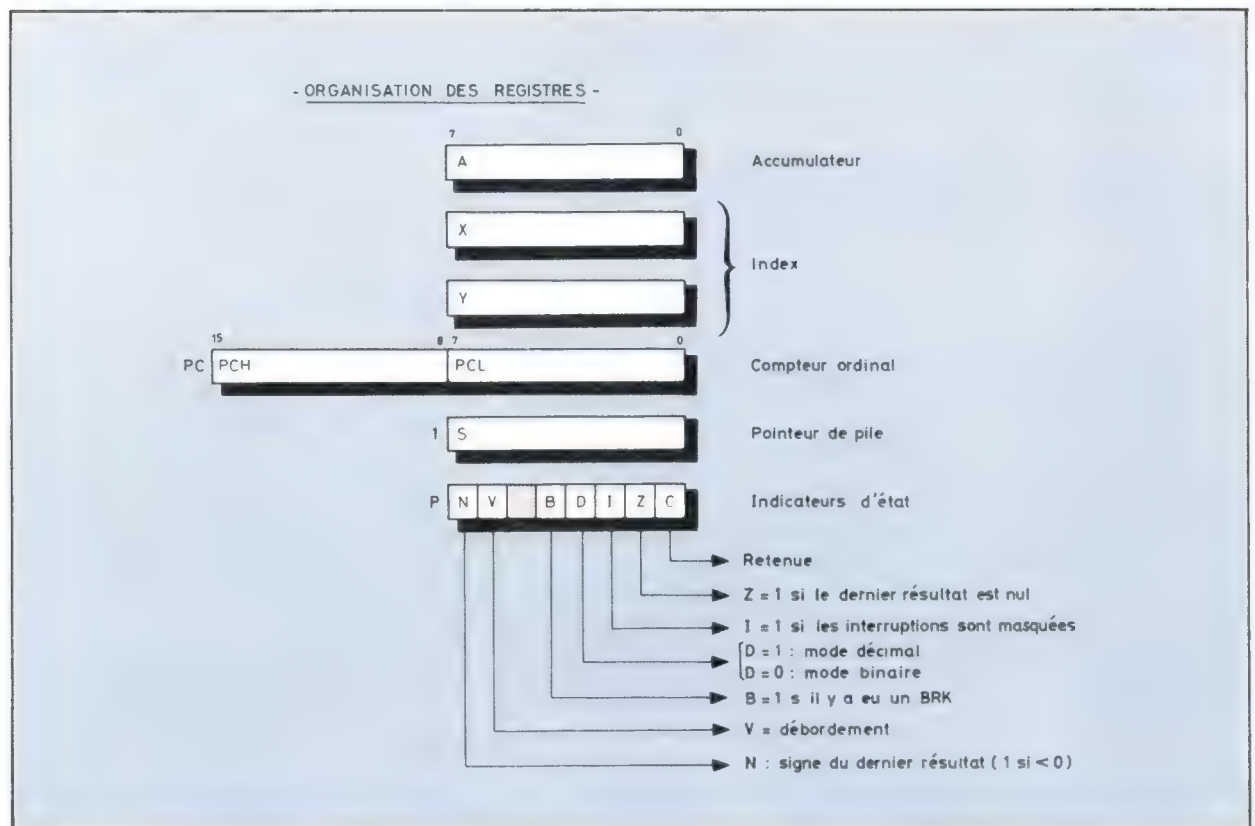 - ORGANISATION DES REGISTRES -
7 0
A Accumulateur
X
Index
Y
15 8 7 0
PC PCH PCL Compteur ordinal
1 S Pointeur de pile
P N V B D I Z C Indicateurs d'état
Retenue
Z = 1 si le dernier résultat est nul
I = 1 si les interruptions sont masquées
D = 1 : mode décimal
D = 0 : mode binaire
B = 1 s il y a eu un BRK
V = débordement
N : signe du dernier résultat ( 1 si < 0 )